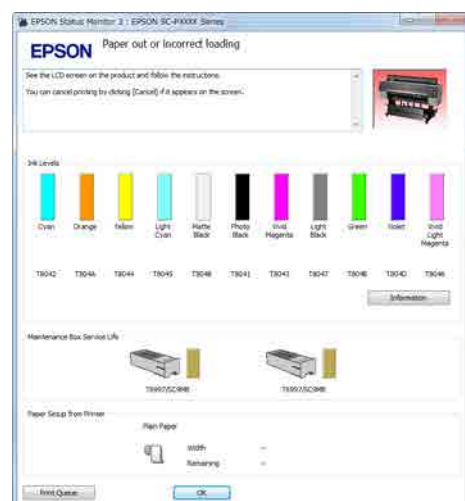 EPSON Status Monitor 3 : EPSON SC-PXXXX Series
EPSON
Paper out or incorrect loading
See the LCD screen on the product and follow the instructions.
You can cancel printing by clicking [Cancel] if it appears on the screen.
Ink Levels
Cyan Orange Yellow Light Cyan Matte Black Photo Black Vivid Magenta Light Black Green Violet Vivid Light Magenta
T8042 T804A T8044 T8045 T8048 T8041 T8043 T8047 T804B T804D T8046
Information
Maintenance Box Service Life
T6997/SC9MB T6997/SC9MB
Paper Setup from Printer
Plain Paper
Width --
Remaining --
Print Queue OK